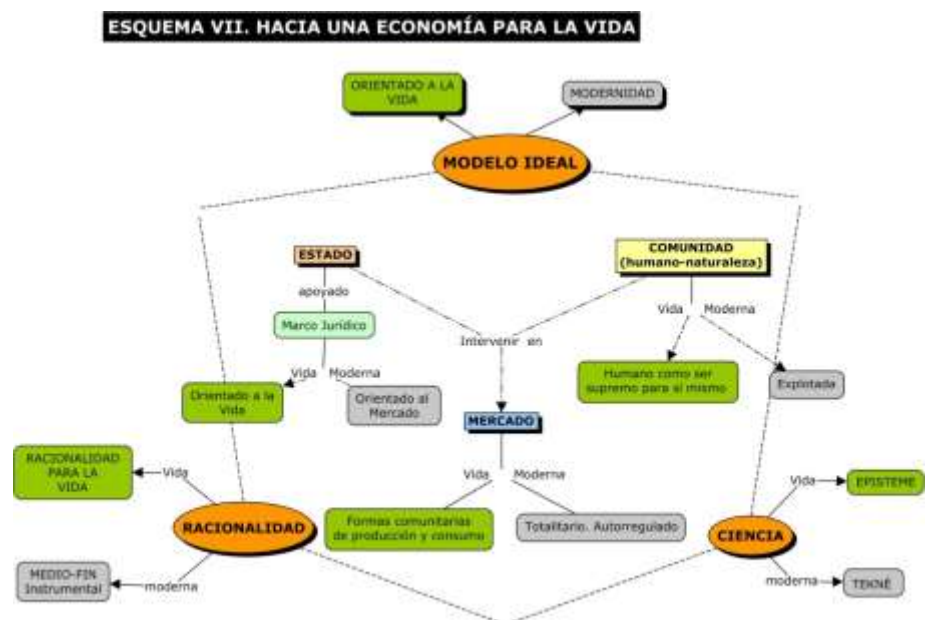 ESQUEMA VII. HACIA UNA ECONOMÍA PARA LA VIDA
ORIENTADO A LA
VIDA
MODERNIDAD
MODELO IDEAL
ESTADO
COMUNIDAD
(humano-naturaleza)
apoyado
Vida
Moderna
Marco Jurídico
Intervenir en
Vida
Moderna
Humano como ser
supremo para sí mismo
Explotada
Orientado a la
Vida
Orientado al
Mercado
MERCADO
RACIONALIDAD
PARA LA
VIDA
Vida
Vida
Moderna
Vida
EPISTEME
RACIONALIDAD
Formas comunitarias
de producción y consumo
Totalitario. Autorregulado
CIENCIA
MEDIO-FIN
Instrumental
moderna
moderna
TEKNÉ